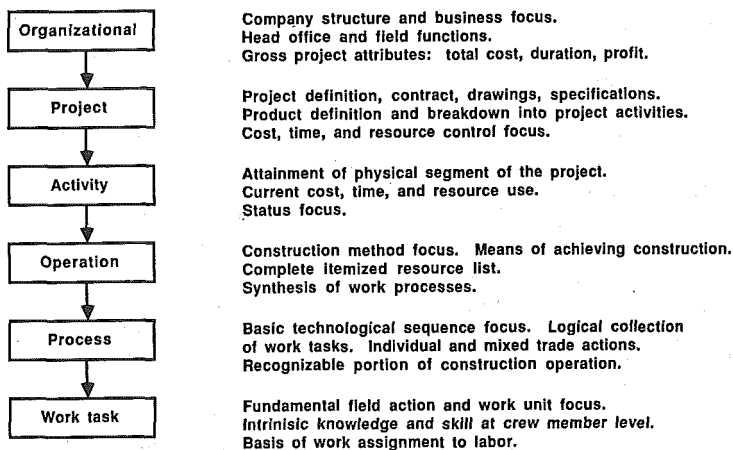 Organizational
Company structure and business focus.
Head office and field functions.
Gross project attributes: total cost, duration, profit.
Project
Project definition, contract, drawings, specifications.
Product definition and breakdown into project activities.
Cost, time, and resource control focus.
Activity
Attainment of physical segment of the project.
Current cost, time, and resource use.
Status focus.
Operation
Construction method focus. Means of achieving construction.
Complete itemized resource list.
Synthesis of work processes.
Process
Basic technological sequence focus. Logical collection
of work tasks. Individual and mixed trade actions.
Recognizable portion of construction operation.
Work task
Fundamental field action and work unit focus.
Intrinisic knowledge and skill at crew member level.
Basis of work assignment to labor.